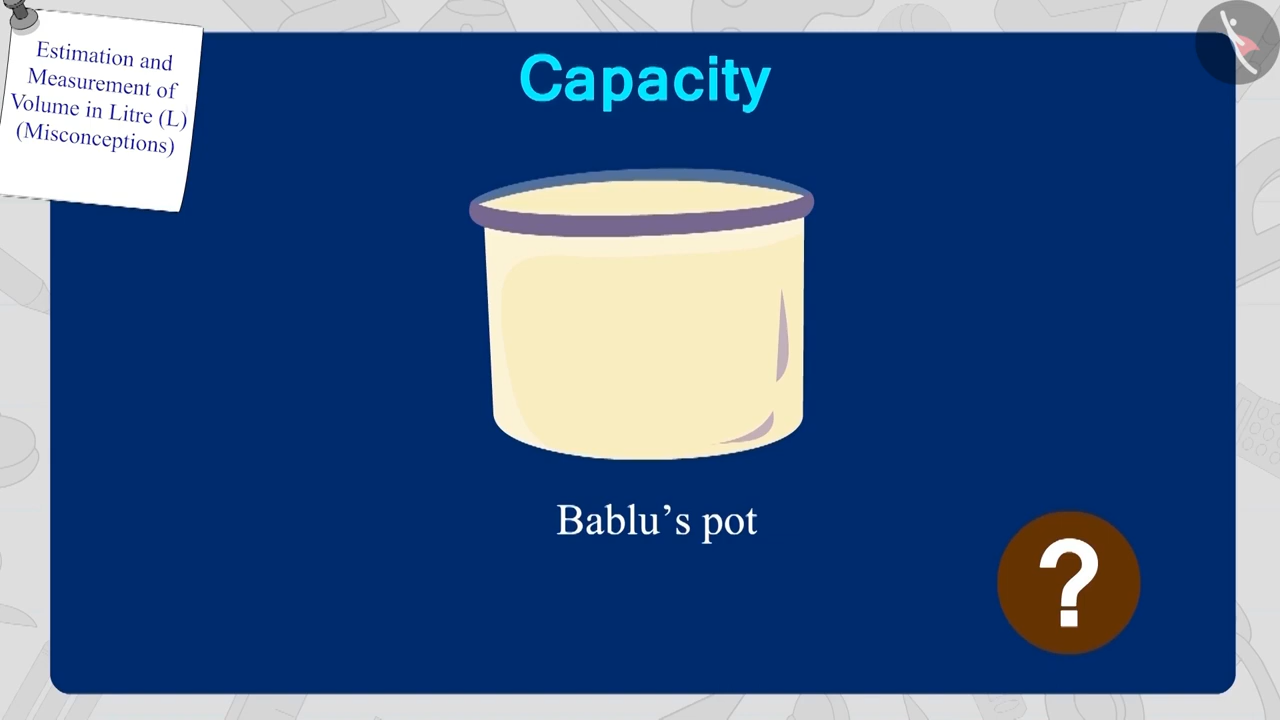 Estimation and
Measurement of
Volume in Litre (L)
(Misconceptions)
Capacity
Bablu’s pot
?